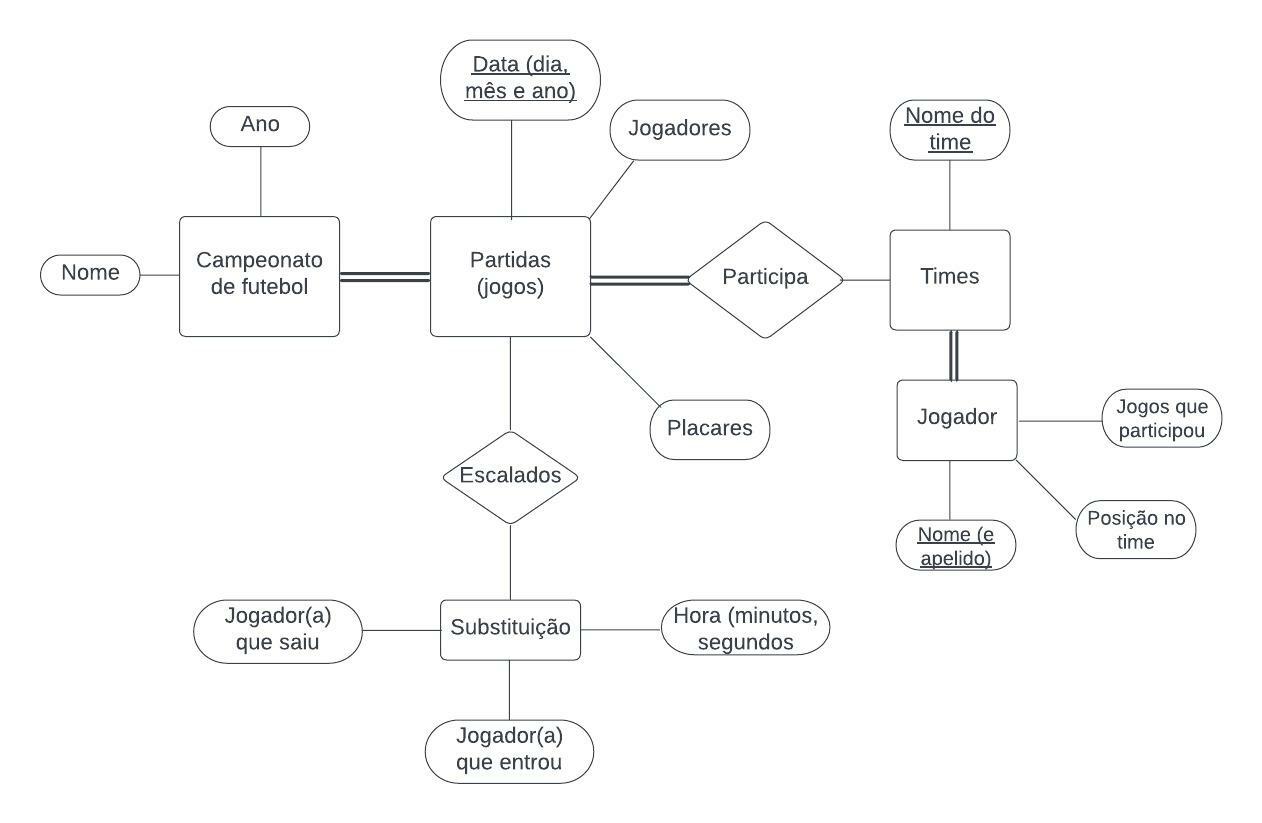 Data (dia,
mês e ano)
Ano
Jogadores
Nome do
time
Nome
Campeonato
de futebol
Partidas
(jogos)
Participa
Times
Placares
Jogador
Jogos que
participou
Escalados
Nome (e
apelido)
Posição no
time
Jogador(a)
que saiu
Substituição
Hora (minutos,
segundos
Jogador(a)
que entrou